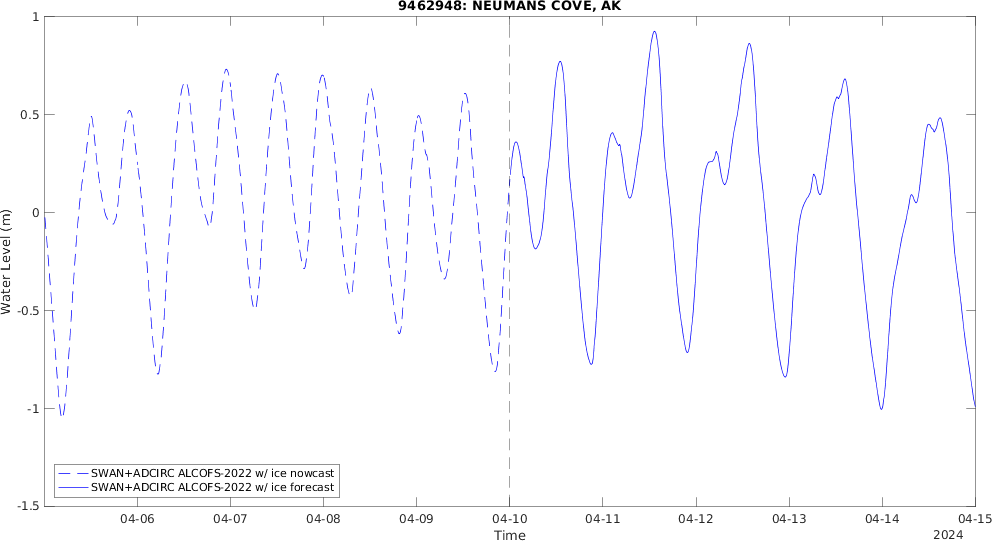 9462948: NEUMANS COVE, AK
Water Level (m)
1
0.5
0
-0.5
-1
-1.5
SWAN+ADCIRC ALCOFS-2022 w/ ice nowcast
SWAN+ADCIRC ALCOFS-2022 w/ ice forecast
04-06 04-07 04-08 04-09 04-10 04-11 04-12 04-13 04-14 04-15
Time
2024